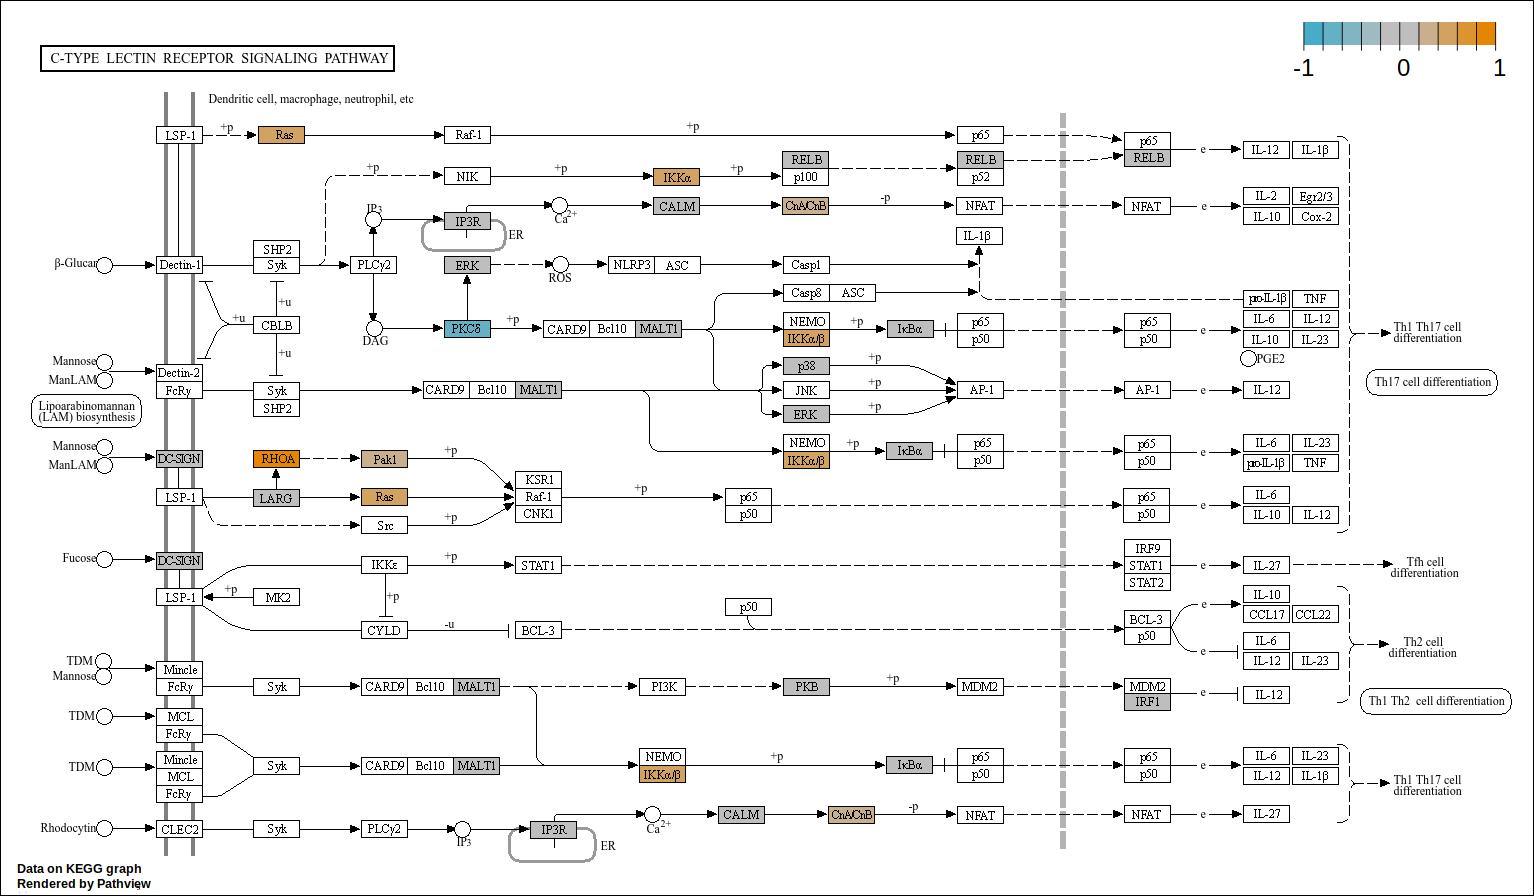 C-TYPE LECTIN RECEPTOR SIGNALING PATHWAY
-1 0 1
Dendritic cell, macrophage, neutrophil, etc
LSP-1 +p Ras Raf-1 +p p65 p65 IL-12 IL-1β
RELB RELB RELB e
+p NIK +p IKKα +p p100 p52
IP3 IP3R Ca2+ CALM CnA/CnB -p NFAT NFAT e IL-2 Egr2/3
IL-10 Cox-2
ER
IL-1β
SHP2
β-Glucan Dectin-1 Syk PLCγ2 ERK ROS NLRP3 ASC Casp1
Casp8 ASC pro-IL-1β TNF
+u
+u CBLB DAG PKCδ +p CARD9 Bcl10 MALT1 NEMO +p IκBα p65 p65 e IL-6 IL-12
IKKα/β p50 p50 IL-10 IL-23
PGE2
Th1 Th17 cell
differentiation
+u
Mannose
ManLAM
Dectin-2 p38 +p
FcRγ Syk CARD9 Bcl10 MALT1 JNK +p AP-1 AP-1 e IL-12
SHP2 ERK +p
Th17 cell differentiation
Lipoarabinomannan
(LAM) biosynthesis
Mannose
ManLAM
DC-SIGN RHOA Pak1 +p NEMO +p IκBα p65 p65 e IL-6 IL-23
IKKα/β p50 p50 pro-IL-1β TNF
KSR1
LSP-1 LARG Ras Raf-1 +p p65 p65 e IL-6
CNK1 p50 p50 IL-10 IL-12
Src +p
Fucose DC-SIGN IKKε +p STAT1 IRF9
STAT1 e IL-27
STAT2
Tfh cell
differentiation
LSP-1 +p MK2 +p p50 e IL-10
CCL17 CCL22
CYLD -u BCL-3 BCL-3
p50
e IL-6
IL-12 IL-23
Th2 cell
differentiation
TDM
Mannose
Mincle
FcRγ Syk CARD9 Bcl10 MALT1 PI3K PKB +p MDM2 MDM2 e IL-12
IRF1
Th1 Th2 cell differentiation
TDM MCL
FcRγ
TDM Mincle
MCL
FcRγ
Syk CARD9 Bcl10 MALT1 NEMO +p IκBα p65 p65 e IL-6 IL-23
IKKα/β p50 p50 IL-12 IL-1β
Th1 Th17 cell
differentiation
Rhodocytin CLEC2 Syk PLCγ2 IP3 IP3R Ca2+ CALM CnA/CnB -p NFAT NFAT e IL-27
ER
Data on KEGG graph
Rendered by Pathview